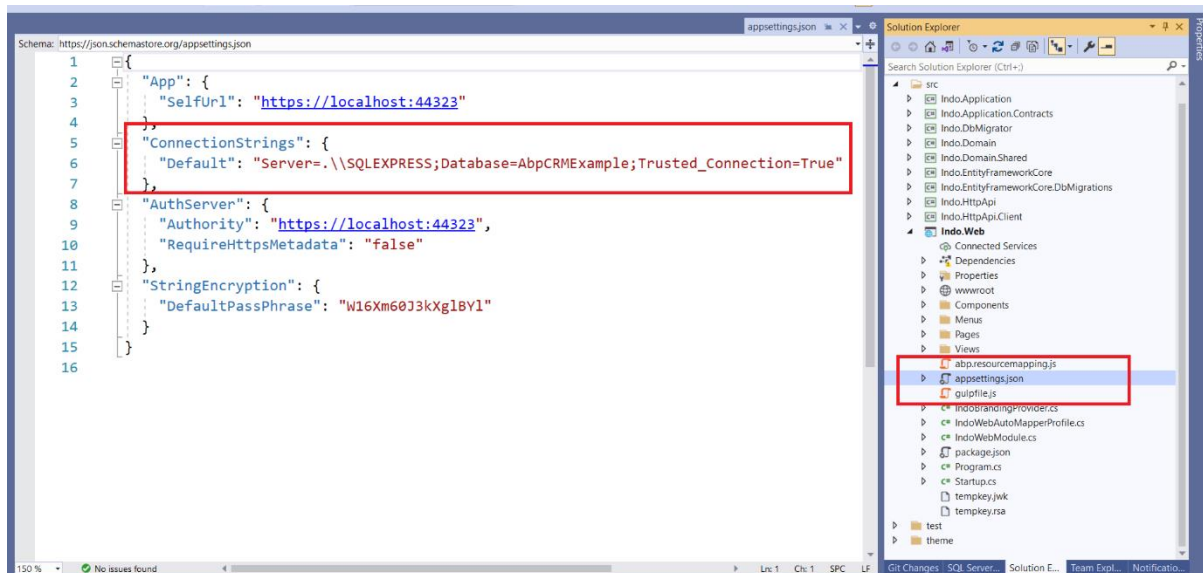 appsettings.json
Schema: https://json.schemastore.org/appsettings.json
1 {
2 "App": {
3 "SelfUrl": "https://localhost:44323"
4 },
5 "ConnectionStrings": {
6 "Default": "Server=.\\SQLEXPRESS;Database=AbpCRMExample;Trusted_Connection=True"
7 },
8 "AuthServer": {
9 "Authority": "https://localhost:44323",
10 "RequireHttpsMetadata": "false"
11 },
12 "StringEncryption": {
13 "DefaultPassPhrase": "W16Xm60J3kXglBYl"
14 }
15 }
16
150 %
No issues found
Ln: 1 Ch: 1 SPC LF
Solution Explorer
Search Solution Explorer (Ctrl+;)
src
C# Indo.Application
C# Indo.Application.Contracts
C# Indo.DbMigrator
C# Indo.Domain
C# Indo.Domain.Shared
C# Indo.EntityFrameworkCore
C# Indo.EntityFrameworkCore.DbMigrations
C# Indo.HttpApi
C# Indo.HttpApi.Client
Indo.Web
Connected Services
Dependencies
Properties
wwwroot
Components
Menus
Pages
Views
abp.resourcemapping.js
appsettings.json
gulpfile.js
C# IndoBrandingProvider.cs
C# IndoWebAutoMapperProfile.cs
C# IndoWebModule.cs
package.json
C# Program.cs
C# Startup.cs
tempkey.jwk
tempkey.rsa
test
theme
Git Changes SQL Server... Solution E... Team Expl... Notificatio...
Properties